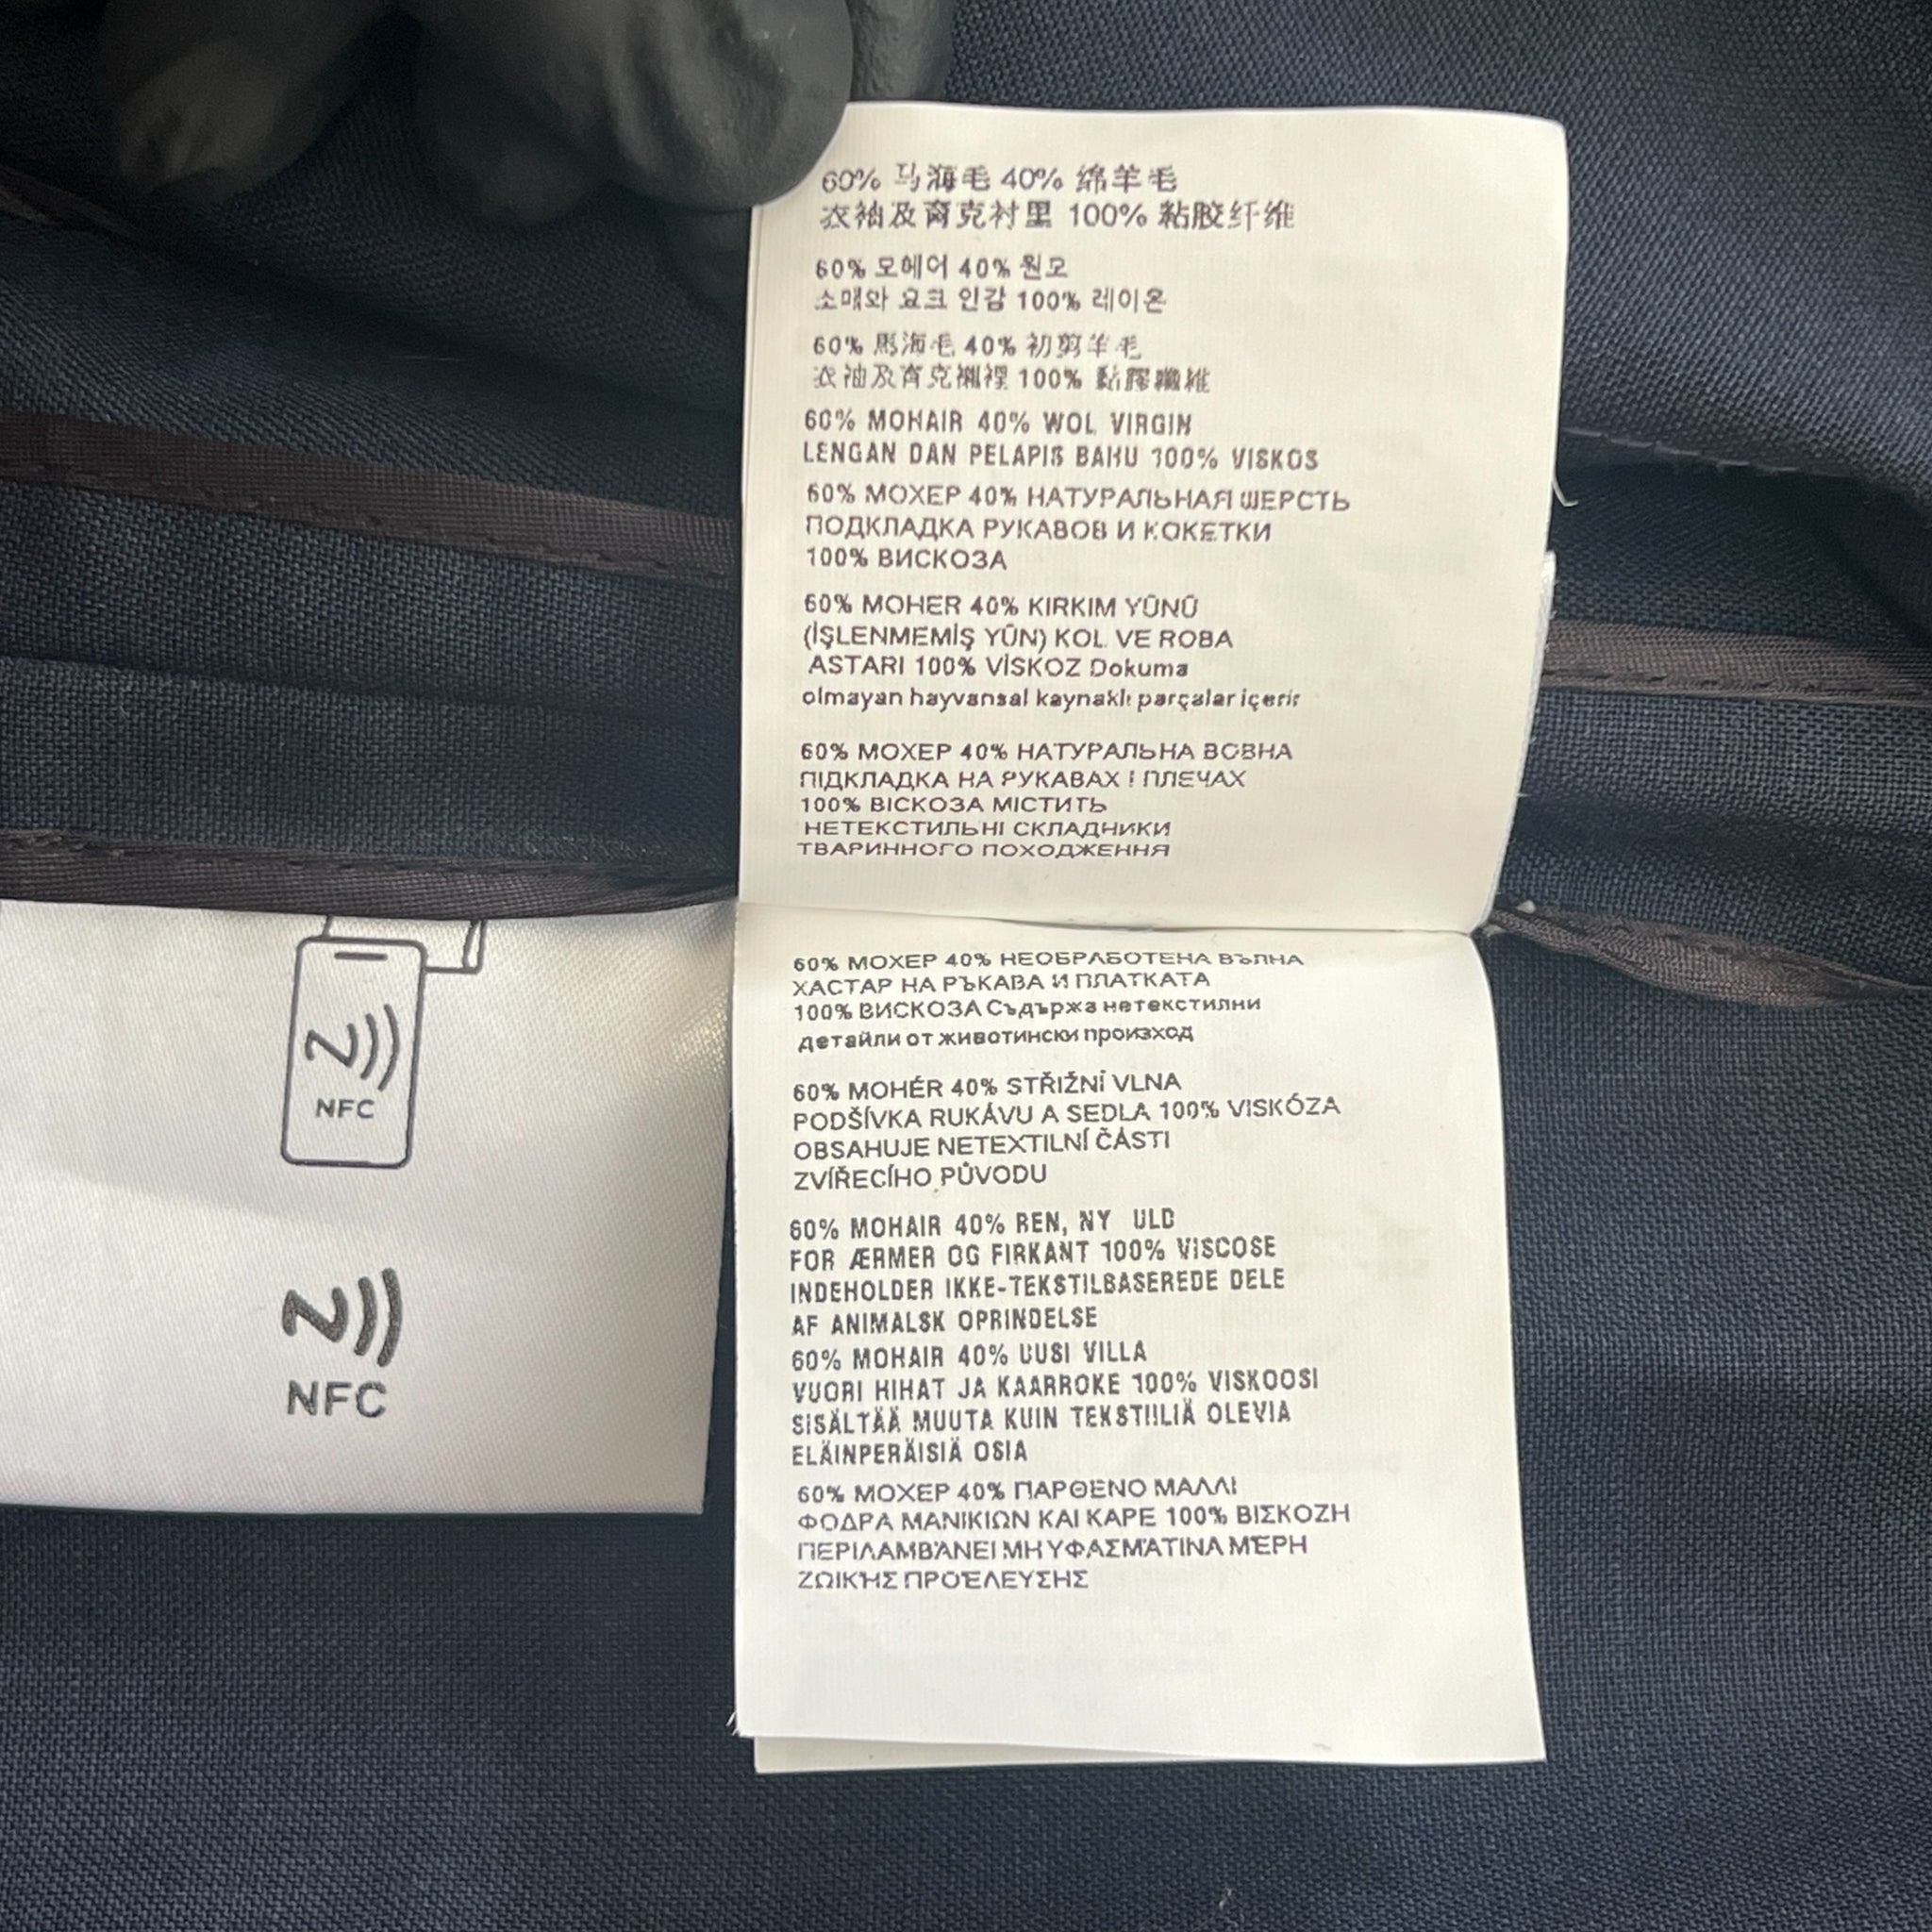 60% 马海毛 40% 绵羊毛
衣袖及育克衬里 100% 粘胶纤维
60% 모헤어 40% 원모
소매와 요크 인감 100% 레이온
60% 馬海毛 40% 初剪羊毛
衣袖及育克襯裡 100% 黏膠纖維
60% MOHAIR 40% WOL VIRGIN
LENGAN DAN PELAPIS BAHU 100% VISKOS
60% МОХЕР 40% НАТУРАЛЬНАЯ ШЕРСТЬ
ПОДКЛАДКА РУКАВОВ И КОКЕТКИ
100% ВИСКОЗА
60% MOHER 40% KIRKIM YÜNÜ
(İŞLENMEMİŞ YÜN) KOL VE ROBA
ASTARI 100% VİSKOZ Dokuma
olmayan hayvansal kaynaklı parçalar içerir
60% МОХЕР 40% НАТУРАЛЬНА ВОВНА
ПІДКЛАДКА НА РУКАВАХ І ПЛЕЧАХ
100% ВІСКОЗА МІСТИТЬ
НЕТЕКСТИЛЬНІ СКЛАДНИКИ
ТВАРИННОГО ПОХОДЖЕННЯ
60% МОХЕР 40% НЕОБРАБОТЕНА ВЪЛНА
ХАСТАР НА РЪКАВА И ПЛАТКАТА
100% ВИСКОЗА Съдържа нетекстилни
детайли от животински произход
60% MOHÉR 40% STŘIŽNÍ VLNA
PODŠÍVKA RUKÁVU A SEDLA 100% VISKÓZA
OBSAHUJE NETEXTILNÍ ČÁSTI
ZVÍŘECÍHO PŮVODU
60% MOHAIR 40% REN, NY ULD
FOR ÆRMER OG FIRKANT 100% VISCOSE
INDEHOLDER IKKE-TEKSTILBASEREDE DELE
AF ANIMALSK OPRINDELSE
60% MOHAIR 40% UUSI VILLA
VUORI HIHAT JA KAARROKE 100% VISKOOSI
SISÄLTÄÄ MUUTA KUIN TEKSTIILIÄ OLEVIA
ELÄINPERÄISIÄ OSIA
60% ΜΟΧΕΡ 40% ΠΑΡΘΕΝΟ ΜΑΛΛΙ
ΦΟΔΡΑ ΜΑΝΙΚΙΩΝ ΚΑΙ ΚΑΡΕ 100% ΒΙΣΚΟΖΗ
ΠΕΡΙΛΑΜΒΆΝΕΙ ΜΗ ΥΦΑΣΜΆΤΙΝΑ ΜΈΡΗ
ΖΩΙΚΉΣ ΠΡΟΈΛΕΥΣΗΣ
NFC
NFC